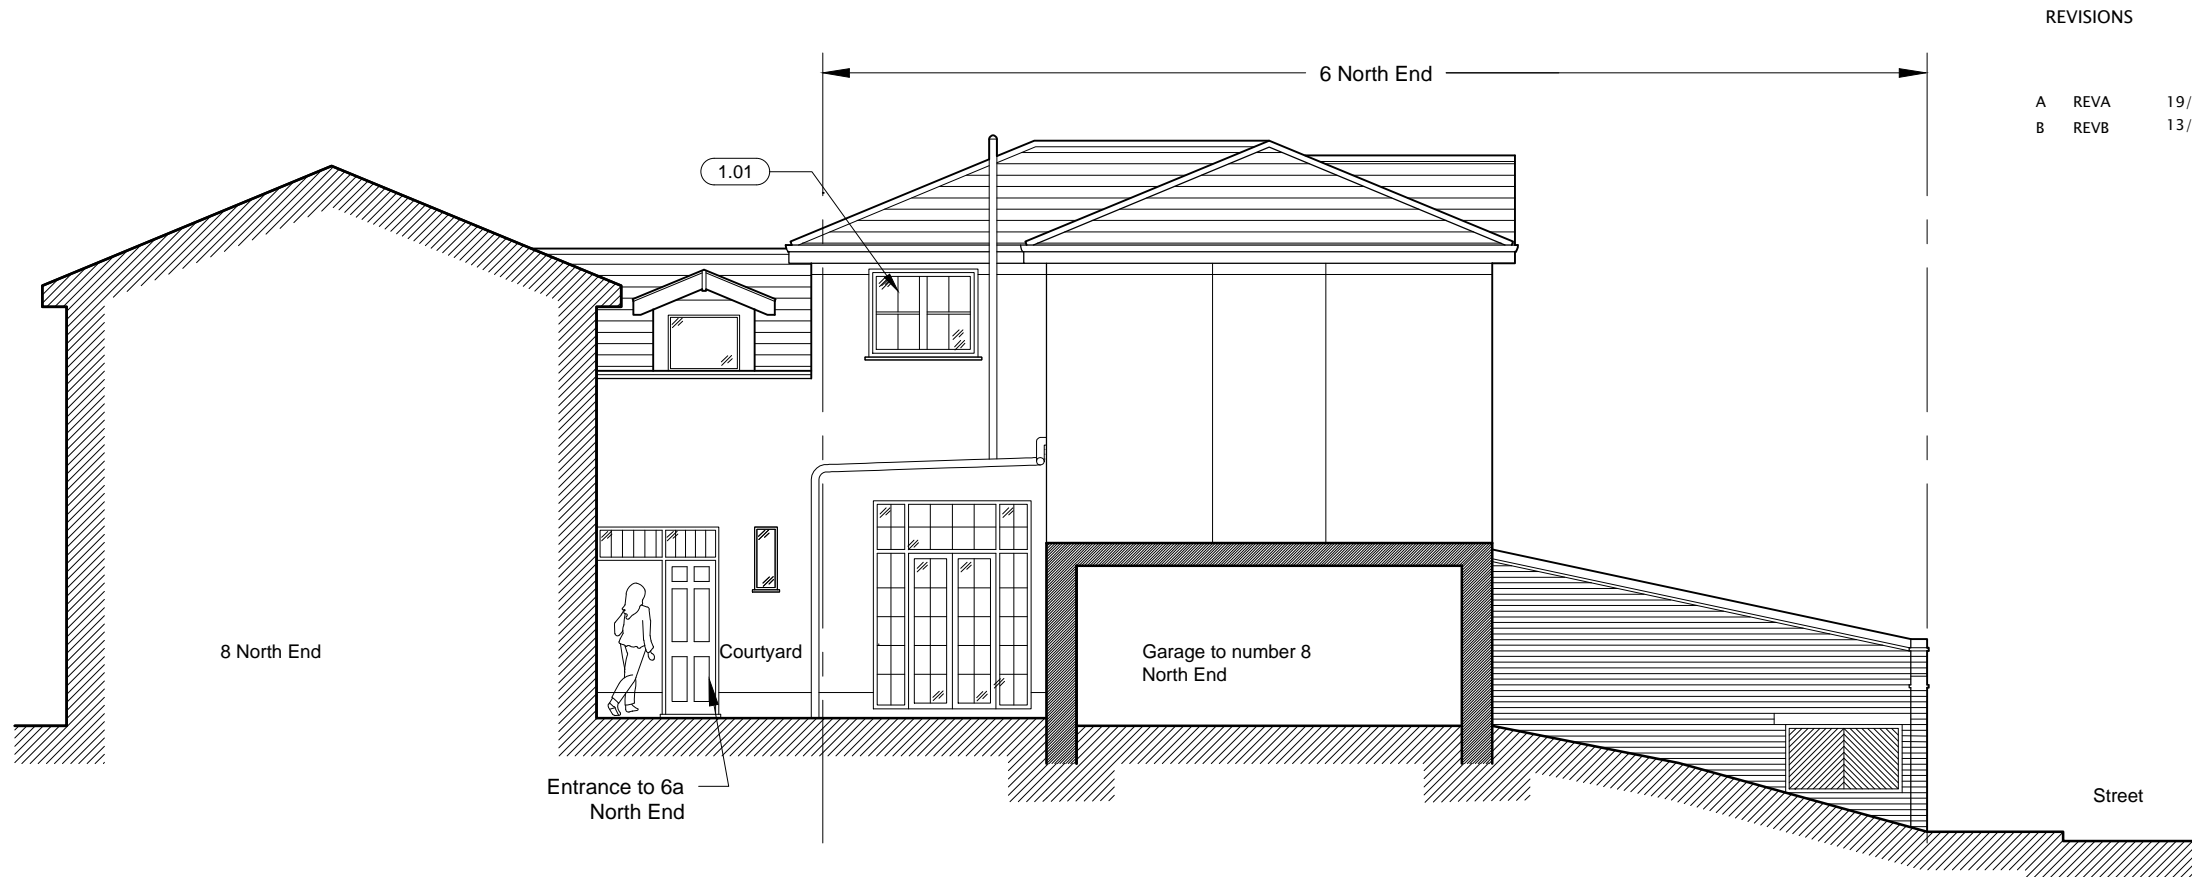 REVISIONS
6 North End
A REVA 19/
B REVB 13/
1.01
8 North End
Courtyard
Garage to number 8
North End
Entrance to 6a
North End
Street